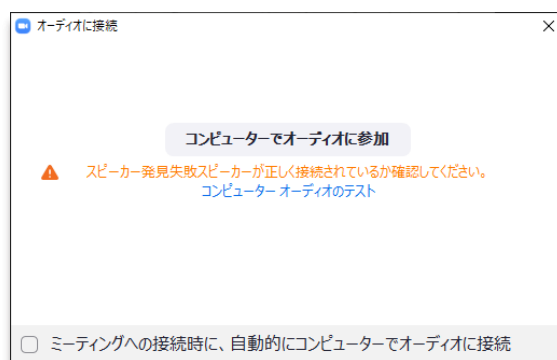 オーディオに接続
コンピューターでオーディオに参加
スピーカー発見失敗スピーカーが正しく接続されているか確認してください。
コンピューター オーディオのテスト
ミーティングへの接続時に、自動的にコンピューターでオーディオに接続